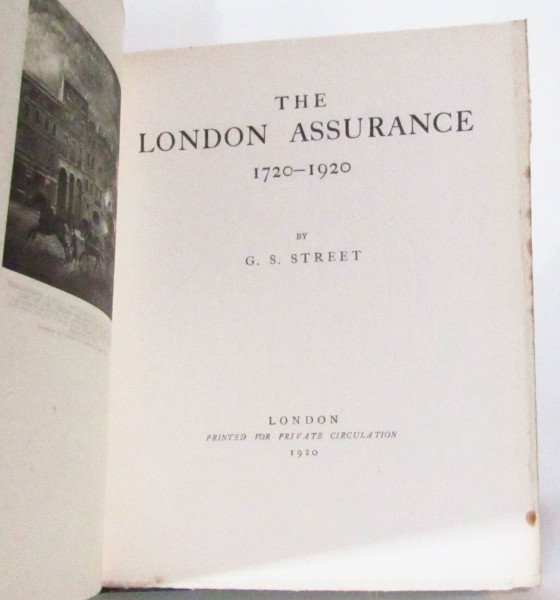 THE
LONDON ASSURANCE
1720–1920
BY
G. S. STREET
LONDON
PRINTED FOR PRIVATE CIRCULATION
1920